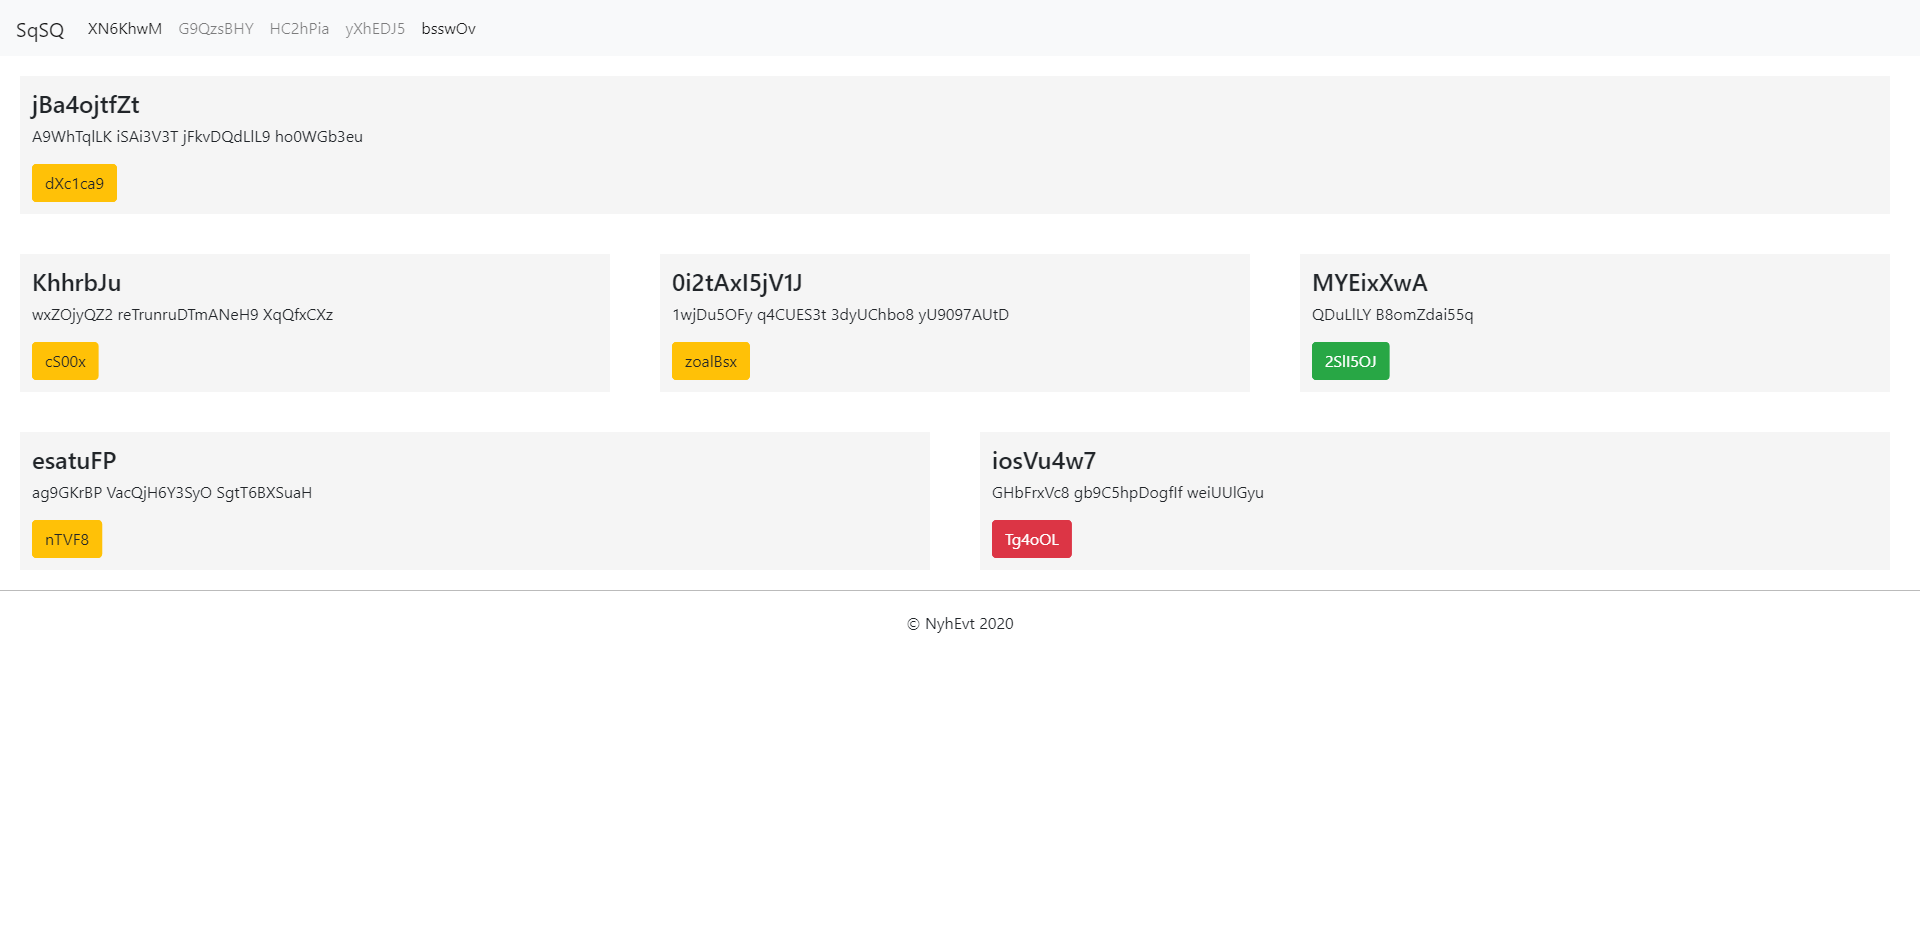 SqSQ XN6KhwM G9QzsBHY HC2hPia yXhEDJ5 bsswOv
jBa4ojtfZt
A9WhTqlLK iSAi3V3T jFkvDQdLlL9 ho0WGb3eu
dXc1ca9
KhhrbJu
wxZOjyQZ2 reTrunruDTmANeH9 XqQfxCXz
cS00x
0i2tAxI5jV1J
1wjDu5OFy q4CUES3t 3dyUChbo8 yU9097AUtD
zoalBsx
MYEixXwA
QDuLlLY B8omZdai55q
2SlI5OJ
esatuFP
ag9GKrBP VacQjH6Y3SyO SgtT6BXSuaH
nTVF8
iosVu4w7
GHbFrxVc8 gb9C5hpDogfIf weiUUlGyu
Tg4oOL
© NyhEvt 2020